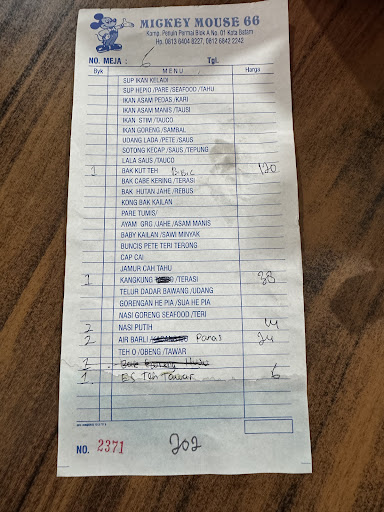 MICKEY MOUSE 66
Komp. Penuin Permai Blok A No. 01 Kota Batam
Hp. 0813 6404 8227, 0812 6842 2242
NO. MEJA : 6 Tgl.
Byk MENU Harga
SUP IKAN KELADI
SUP HEPIO /PARE /SEAFOOD /TAHU
IKAN ASAM PEDAS /KARI
IKAN ASAM MANIS /TAUSI
IKAN STIM /TAUCO
IKAN GORENG /SAMBAL
UDANG LADA /PETE /SAUS
SOTONG KECAP /SAUS /TEPUNG
LALA SAUS /TAUCO
1 BAK KUT TEH 120
BAK CABE KERING /TERASI
BAK HUTAN JAHE /REBUS
KONG BAK KAILAN
PARE TUMIS/
AYAM GRG /JAHE /ASAM MANIS
BABY KAILAN /SAWI MINYAK
BUNCIS PETE TERI TERONG
CAP CAI
JAMUR CAH TAHU
1 KANGKUNG /TERASI 38
TELUR DADAR BAWANG /UDANG
GORENGAN HE PIA /SUA HE PIA
NASI GORENG SEAFOOD /TERI
2 NASI PUTIH 14
2 AIR BARLI / Panas 24
TEH O /OBENG /TAWAR
1 ES Teh Tawar 6
NO. 2371 202